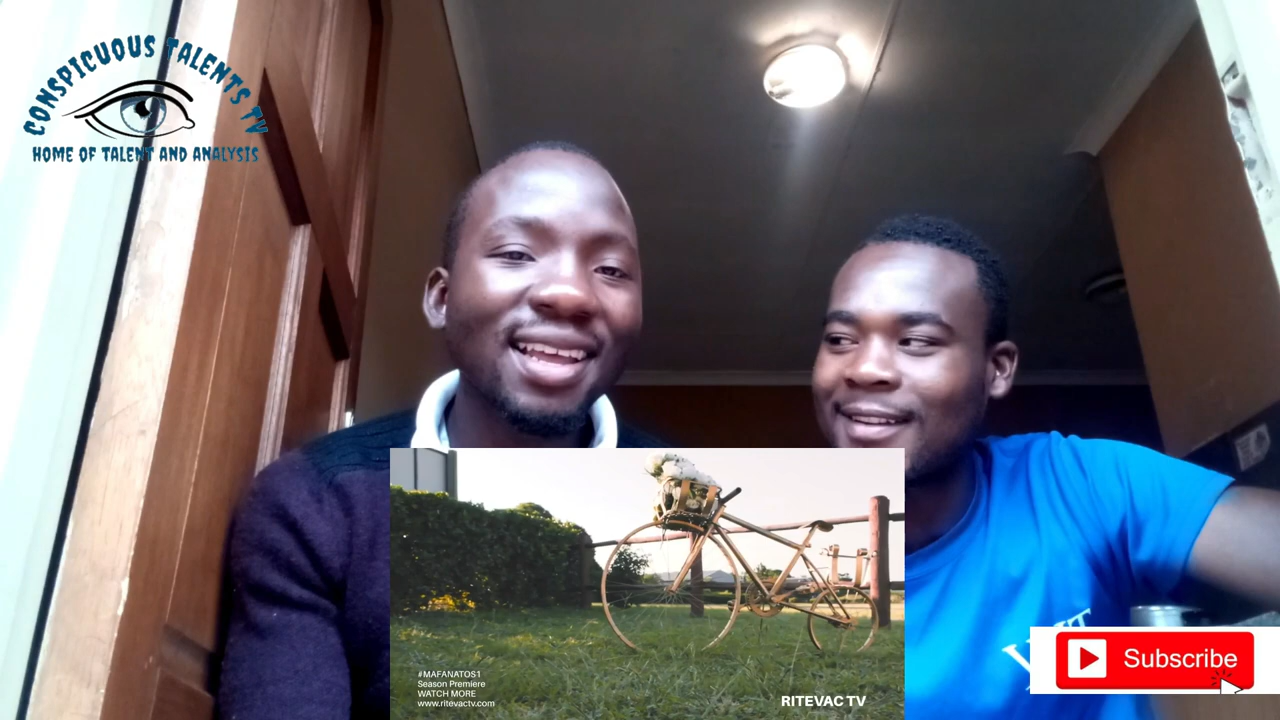 CONSPICUOUS TALENTS TV
HOME OF TALENT AND ANALYSIS
#MAFANATOS1
Season Premiere
WATCH MORE
www.ritevactv.com
RITEVAC TV
Subscribe